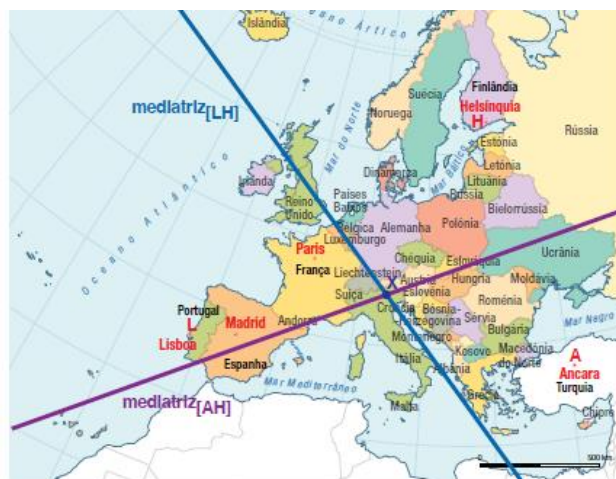 Islândia
Oceano Ártico
mediatriz[LH]
Finlândia
Suécia
Helsínquia
H
Noruega
Rússia
Mar do Norte
Estónia
Mar Báltico
Letónia
Dinamarca
Lituânia
Rússia
Oceano Atlântico
Irlanda
Reino
Unido
Países
Baixos
Bielorrússia
Bélgica
Alemanha
Polónia
Luxemburgo
Paris
Chéquia
Ucrânia
França
Eslováquia
Liechtenstein
Áustria
X
Hungria
Moldávia
Suíça
Eslovénia
Croácia
Roménia
Portugal
L
Madrid
Andorra
Bósnia-
Herzegovina
Sérvia
Mar Negro
Lisboa
Montenegro
Bulgária
Itália
Kosovo
Macedónia
do Norte
A
Espanha
Albânia
Ancara
Mar Mediterrâneo
Grécia
Turquia
mediatriz[AH]
Malta
Chipre
0
500 km